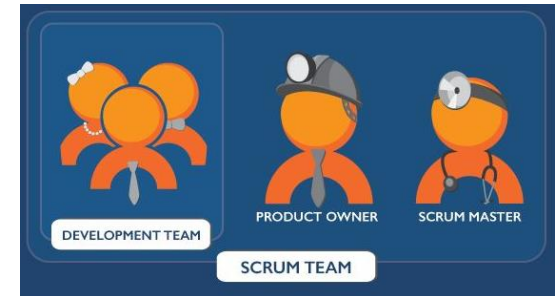 PRODUCT OWNER
SCRUM MASTER
DEVELOPMENT TEAM
SCRUM TEAM